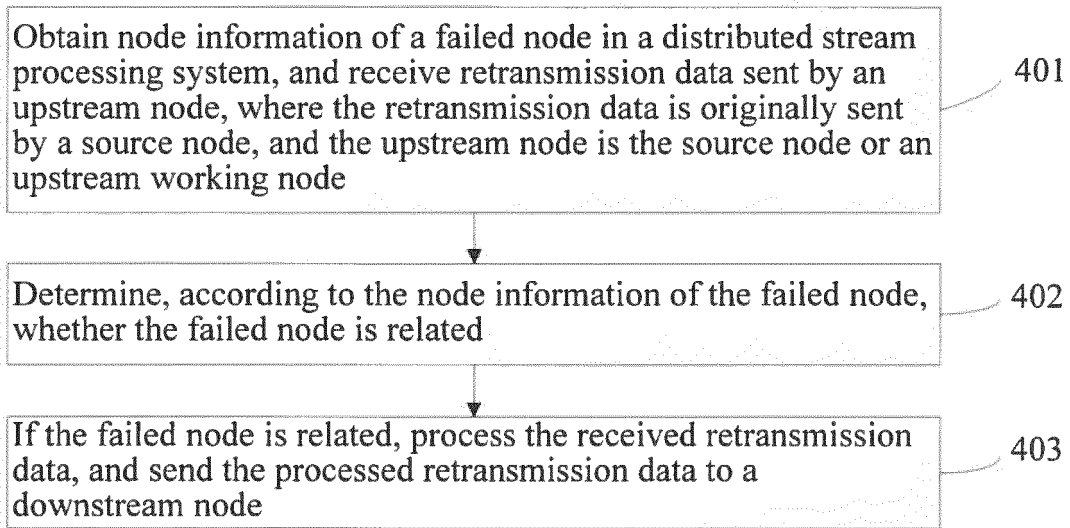 Obtain node information of a failed node in a distributed stream
processing system, and receive retransmission data sent by an
upstream node, where the retransmission data is originally sent
by a source node, and the upstream node is the source node or an
upstream working node
401
Determine, according to the node information of the failed node,
whether the failed node is related
402
If the failed node is related, process the received retransmission
data, and send the processed retransmission data to a
downstream node
403